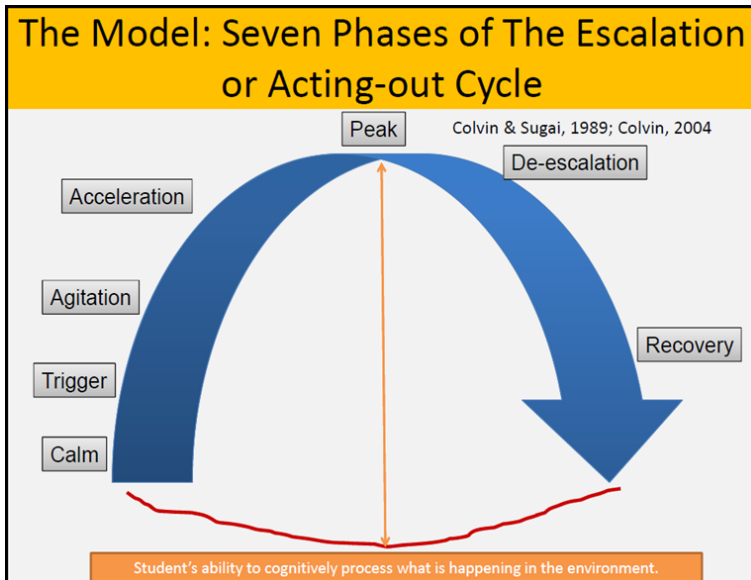 The Model: Seven Phases of The Escalation
or Acting-out Cycle
Peak
Colvin & Sugai, 1989; Colvin, 2004
De-escalation
Acceleration
Agitation
Recovery
Trigger
Calm
Student's ability to cognitively process what is happening in the environment.